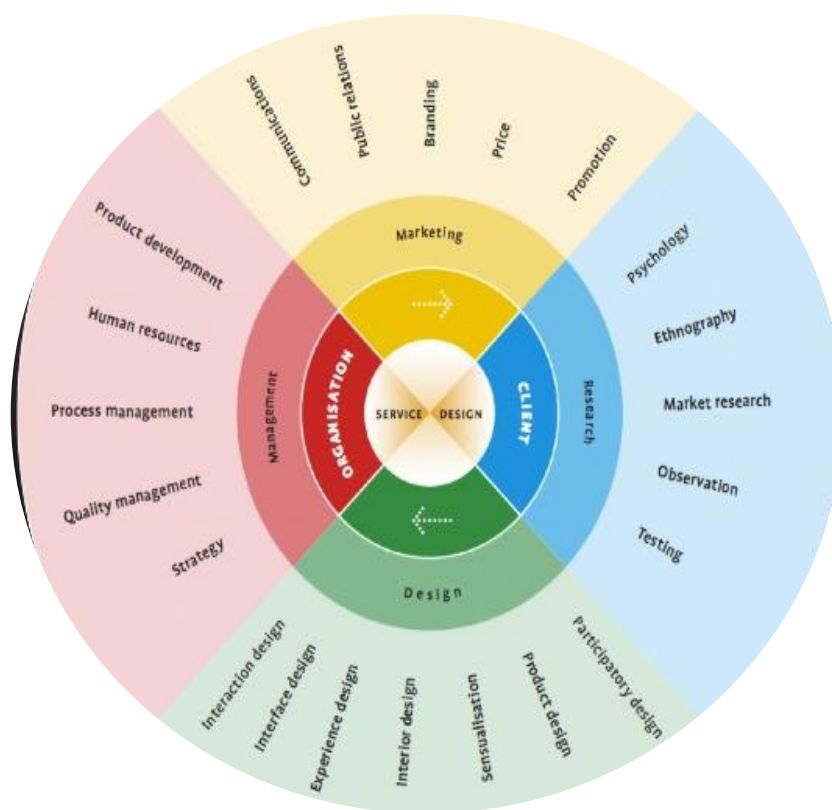 Communications
Public relations
Branding
Price
Promotion
Marketing
Product development
Human resources
Process management
Quality management
Strategy
Management
ORGANISATION
SERVICE DESIGN
CLIENT
Research
Psychology
Ethnography
Market research
Observation
Testing
Design
Interaction design
Interface design
Experience design
Interior design
Sensualisation
Product design
Participatory design